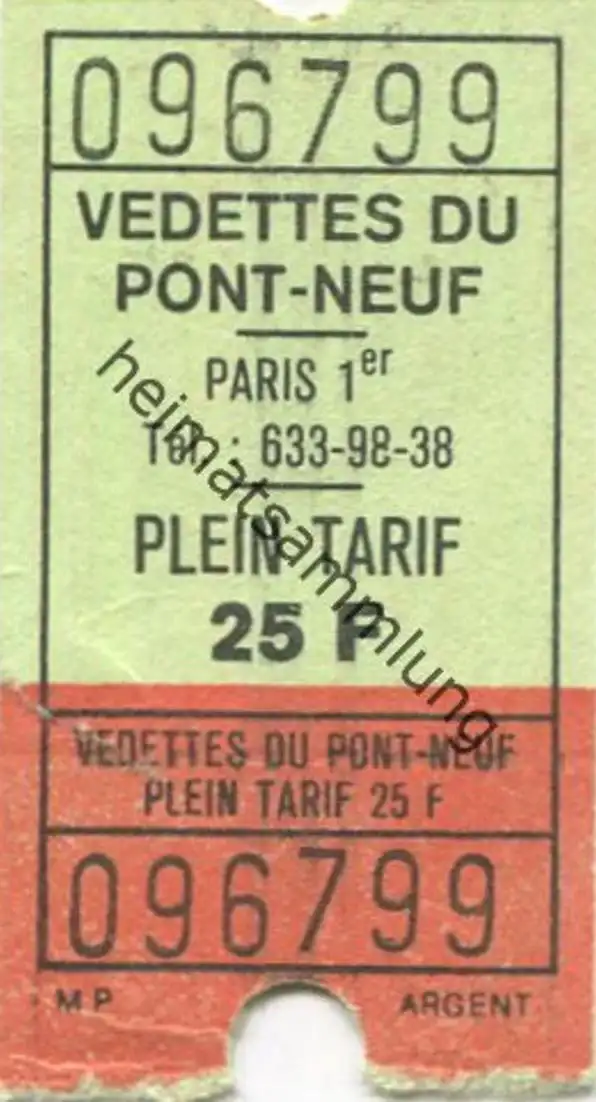 096799
VEDETTES DU
PONT-NEUF
PARIS 1er
Tél : 633-98-38
PLEIN TARIF
25 F
heimatsammlung
VEDETTES DU PONT-NEUF
PLEIN TARIF 25 F
096799
MP ARGENT